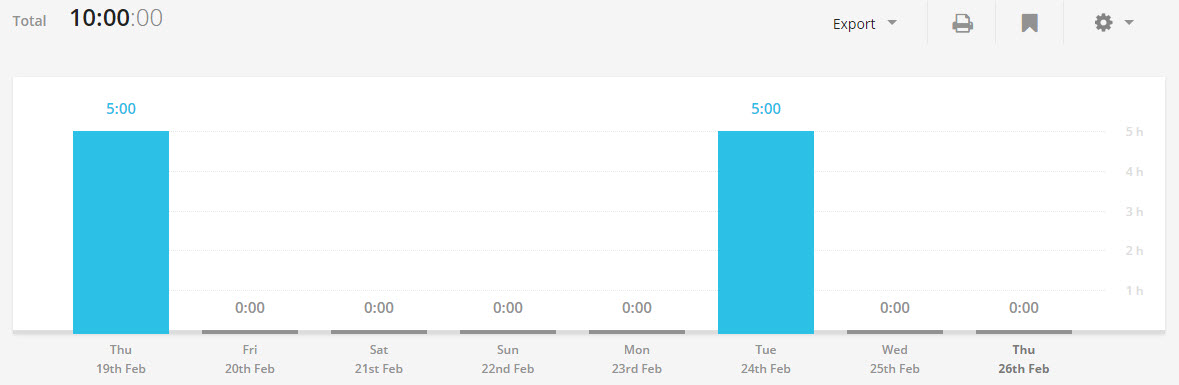 Total 10:00:00
Export
5:00 5:00
5 h
4 h
3 h
2 h
1 h
0:00 0:00 0:00 0:00 0:00 0:00
Thu Fri Sat Sun Mon Tue Wed Thu
19th Feb 20th Feb 21st Feb 22nd Feb 23rd Feb 24th Feb 25th Feb 26th Feb